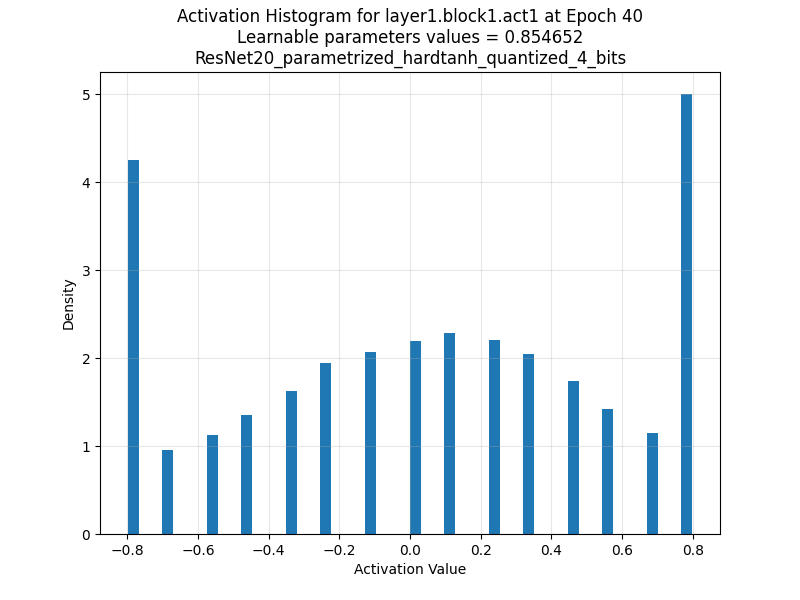 Activation Histogram for layer1.block1.act1 at Epoch 40
Learnable parameters values = 0.854652
ResNet20_parametrized_hardtanh_quantized_4_bits
5
4
3
2
1
0
Density
−0.8 −0.6 −0.4 −0.2 0.0 0.2 0.4 0.6 0.8
Activation Value